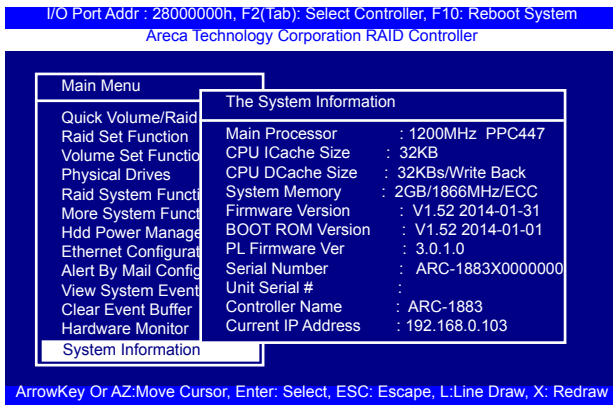 I/O Port Addr : 28000000h, F2(Tab): Select Controller, F10: Reboot System
Areca Technology Corporation RAID Controller
Main Menu
Quick Volume/Raid
Raid Set Function
Volume Set Functio
Physical Drives
Raid System Functi
More System Funct
Hdd Power Manage
Ethernet Configurat
Alert By Mail Config
View System Event
Clear Event Buffer
Hardware Monitor
System Information
The System Information
Main Processor : 1200MHz PPC447
CPU ICache Size : 32KB
CPU DCache Size : 32KBs/Write Back
System Memory : 2GB/1866MHz/ECC
Firmware Version : V1.52 2014-01-31
BOOT ROM Version : V1.52 2014-01-01
PL Firmware Ver : 3.0.1.0
Serial Number : ARC-1883X0000000
Unit Serial # :
Controller Name : ARC-1883
Current IP Address : 192.168.0.103
ArrowKey Or AZ:Move Cursor, Enter: Select, ESC: Escape, L:Line Draw, X: Redraw